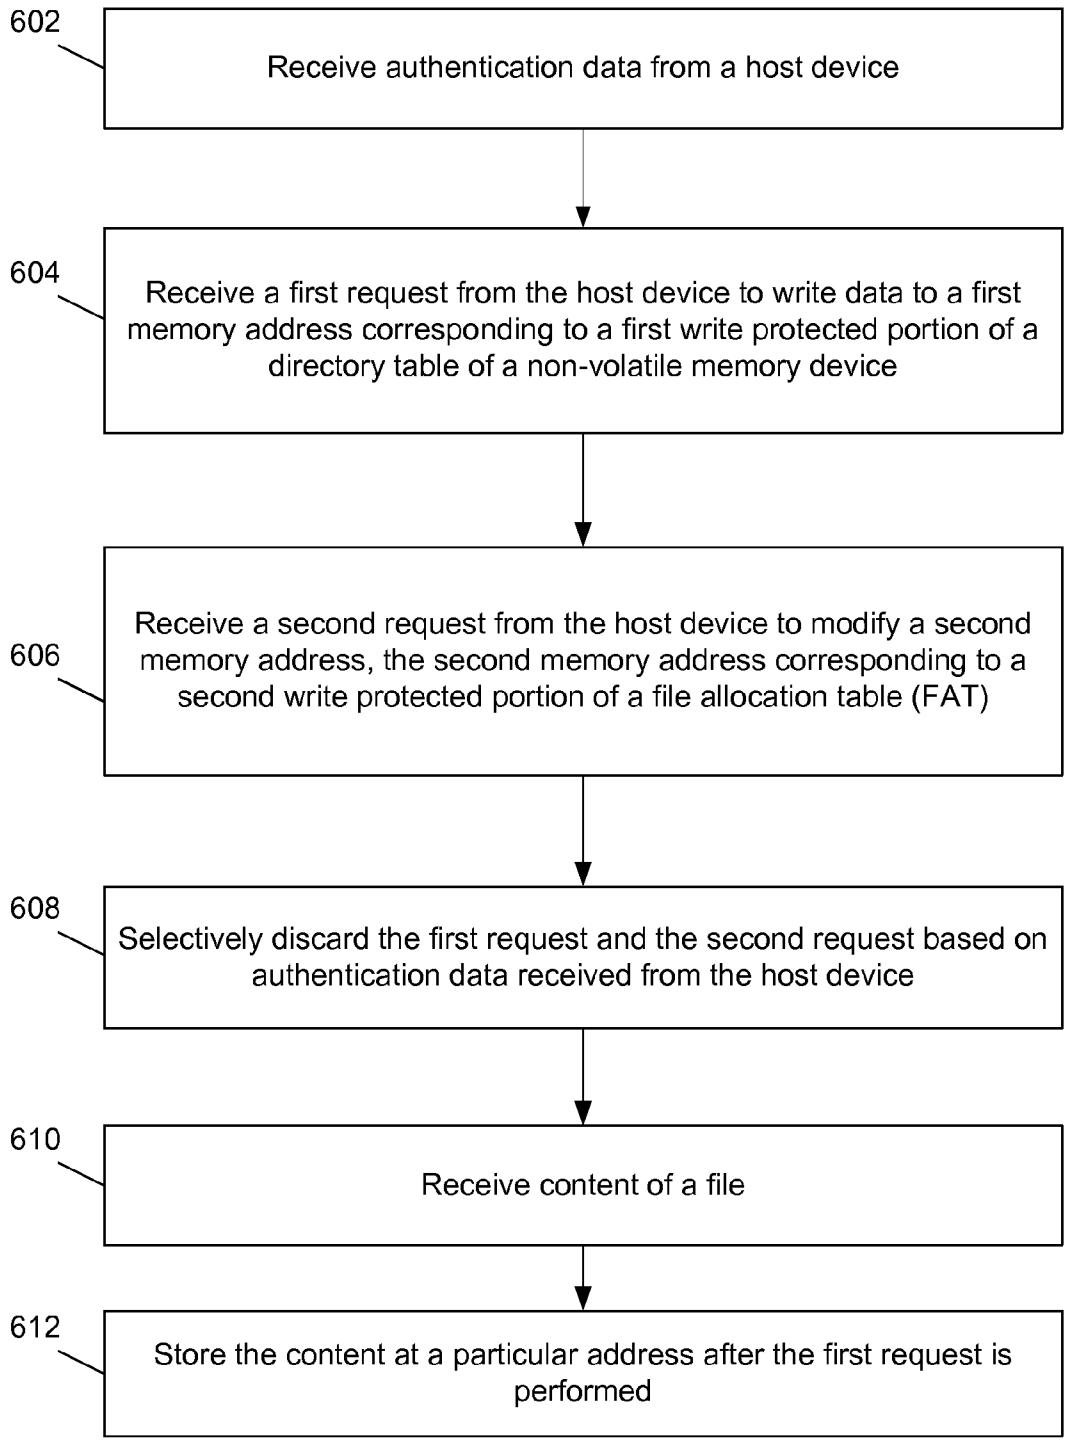 602
Receive authentication data from a host device
604
Receive a first request from the host device to write data to a first
memory address corresponding to a first write protected portion of a
directory table of a non-volatile memory device
606
Receive a second request from the host device to modify a second
memory address, the second memory address corresponding to a
second write protected portion of a file allocation table (FAT)
608
Selectively discard the first request and the second request based on
authentication data received from the host device
610
Receive content of a file
612
Store the content at a particular address after the first request is
performed